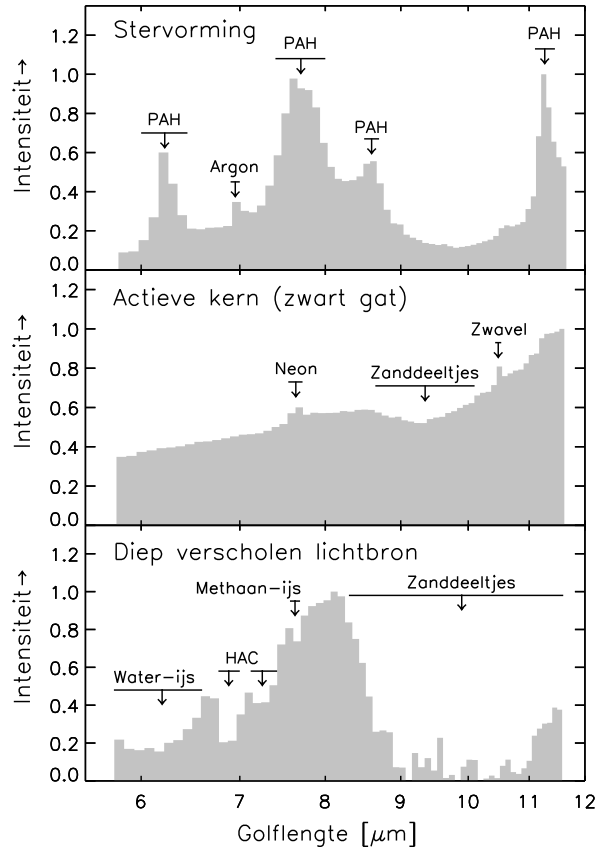 Stervorming
PAH
PAH
PAH
PAH
Argon
Intensiteit→
1.2
1.0
0.8
0.6
0.4
0.2
0.0
Actieve kern (zwart gat)
Neon
Zanddeeltjes
Zwavel
Intensiteit→
1.2
1.0
0.8
0.6
0.4
0.2
0.0
Diep verscholen lichtbron
Methaan-ijs
Zanddeeltjes
HAC
Water-ijs
Intensiteit→
1.2
1.0
0.8
0.6
0.4
0.2
0.0
6 7 8 9 10 11 12
Golflengte [μm]